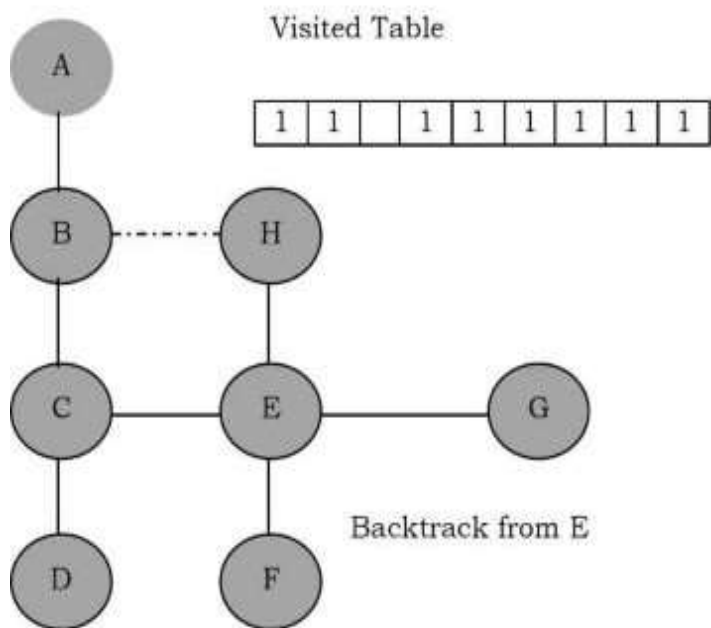 Visited Table
A
1 1 1 1 1 1 1 1
B H
C E G
Backtrack from E
D F